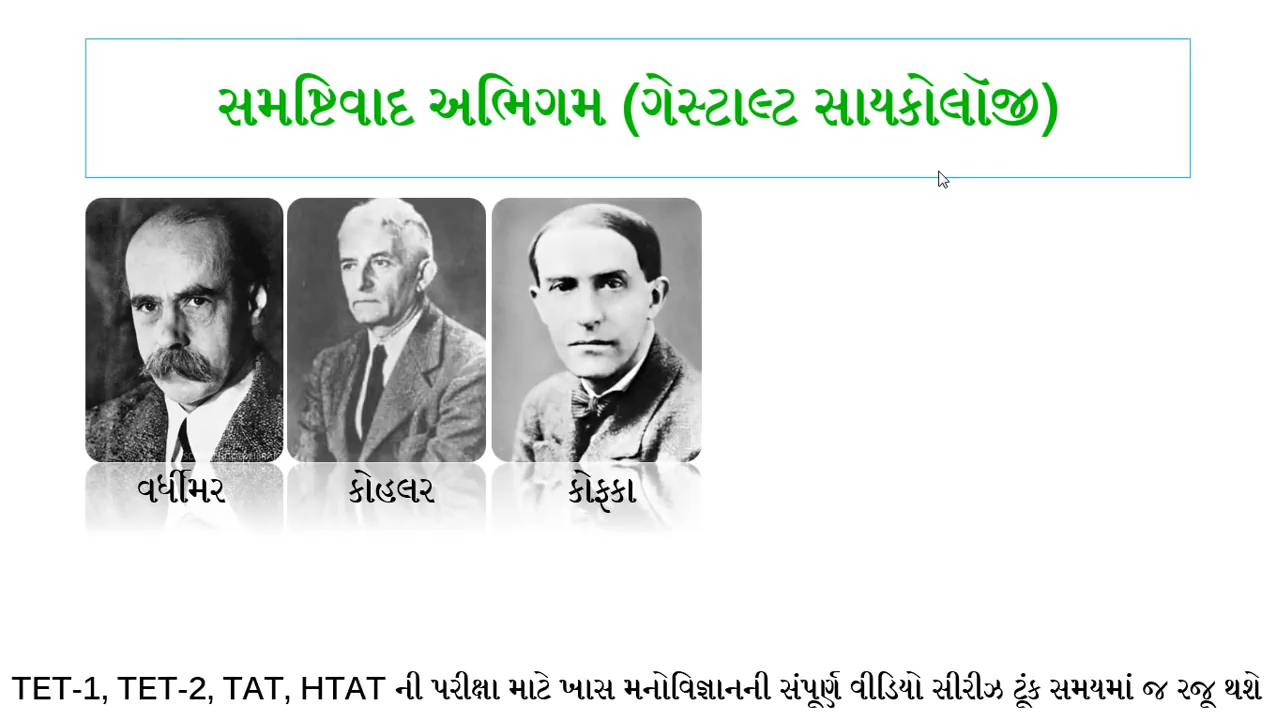 સમષ્ટિવાદ અભિગમ (ગેસ્ટાલ્ટ સાયકોલૉજી)
વર્ધીમર કોહલર કોફકા
TET-1, TET-2, TAT, HTAT ની પરીક્ષા માટે ખાસ મનોવિજ્ઞાનની સંપૂર્ણ વીડિયો સીરીઝ ટૂંક સમયમાં જ રજૂ થશે